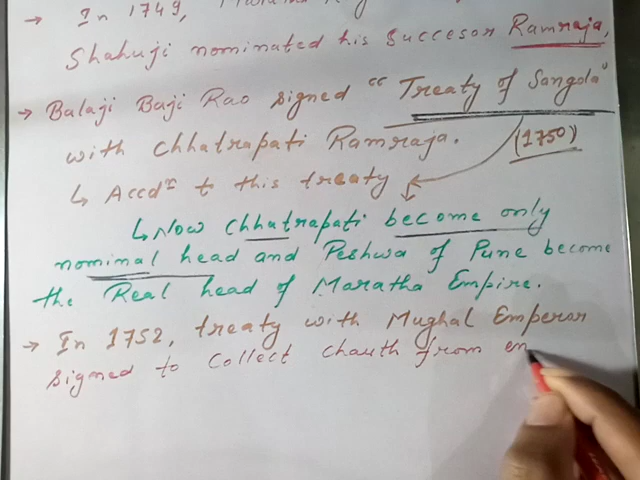 → In 1749,
Shahuji nominated his Succesor Ramraja,
→ Balaji Baji Rao signed "Treaty of Sangola"
with Chhatrapati Ramraja. (1750)
↳ Accdn to this treaty
↳ Now Chhatrapati become only
nominal head and Peshwa of Pune become
the Real head of Maratha Empire.
→ In 1752, treaty with Mughal Emperor
signed to Collect Chauth from en